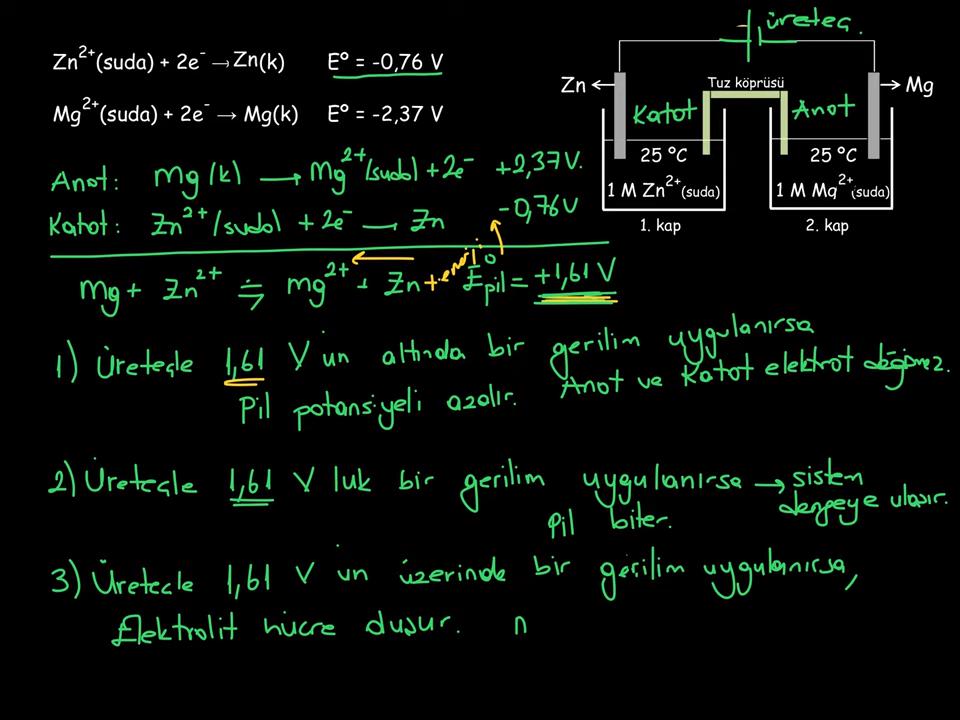 Zn2+(suda) + 2e- → Zn(k) E° = -0,76 V
Mg2+(suda) + 2e- → Mg(k) E° = -2,37 V
üreteç.
Zn
Tuz köprüsü
Mg
Katot
Anot
25 °C
25 °C
1 M Zn2+(suda)
1 M Mg2+(suda)
1. kap
2. kap
Anot: Mg(k) → Mg2+(suda) + 2e- +2,37 V.
Katot: Zn2+(suda) + 2e- → Zn -0,76 V
Mg + Zn2+ ⇌ Mg2+ + Zn + enerji E°pil = +1,61 V
1) Üreteçle 1,61 V'un altında bir gerilim uygulanırsa
Pil potansiyeli azalır. Anot ve Katot elektrot değişmez.
2) Üreteçle 1,61 V luk bir gerilim uygulanırsa → sistem
dengeye ulaşır.
Pil biter.
3) Üreteçle 1,61 V un üzerinde bir gerilim uygulanırsa,
Elektrolit hücre oluşur. n